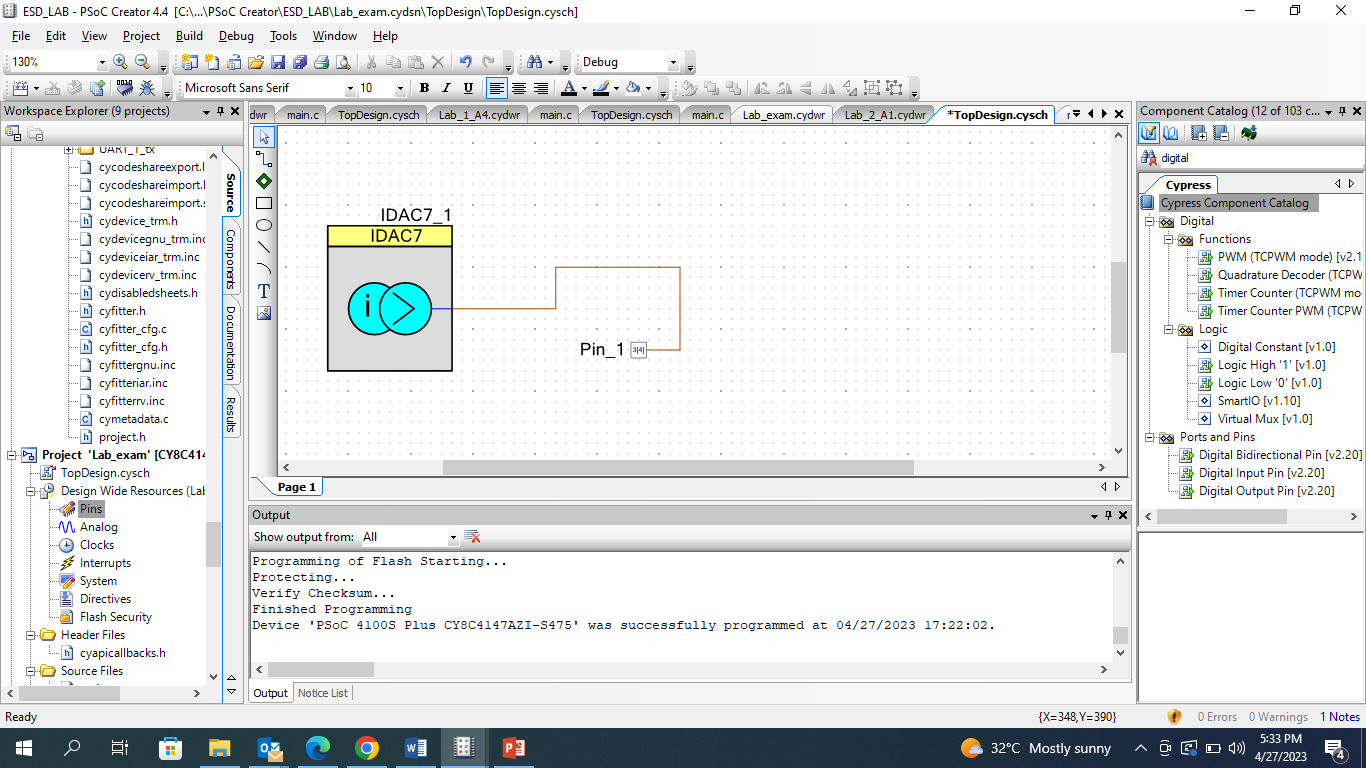 ESD_LAB - PSoC Creator 4.4 [C:\...\PSoC Creator\ESD_LAB\Lab_exam.cydsn\TopDesign\TopDesign.cysch]
File Edit View Project Build Debug Tools Window Help
130% Debug
Microsoft Sans Serif 10 B I U A
Workspace Explorer (9 projects)
UART_1_tx
cycodeshareexport.l
cycodeshareimport.l
cycodeshareimport.s
cydevice_trm.h
cydevicegnu_trm.inc
cydeviceiar_trm.inc
cydevicerv_trm.inc
cydisabledsheets.h
cyfitter.h
cyfitter_cfg.c
cyfitter_cfg.h
cyfittergnu.inc
cyfitteriar.inc
cyfitterrv.inc
cymetadata.c
project.h
Project 'Lab_exam' [CY8C414
TopDesign.cysch
Design Wide Resources (Lal
Pins
Analog
Clocks
Interrupts
System
Directives
Flash Security
Header Files
cyapicallbacks.h
Source Files
Source
Components
Documentation
Results
dwr main.c TopDesign.cysch Lab_1_A4.cydwr main.c TopDesign.cysch main.c Lab_exam.cydwr Lab_2_A1.cydwr *TopDesign.cysch
T
IDAC7_1
IDAC7
i
Pin_1 3[4]
Page 1
Output
Show output from: All
Programming of Flash Starting...
Protecting...
Verify Checksum...
Finished Programming
Device 'PSoC 4100S Plus CY8C4147AZI-S475' was successfully programmed at 04/27/2023 17:22:02.
Output Notice List
Component Catalog (12 of 103 c...
digital
Cypress
Cypress Component Catalog
Digital
Functions
PWM (TCPWM mode) [v2.1
Quadrature Decoder (TCPW
Timer Counter (TCPWM mo
Timer Counter PWM (TCPW
Logic
Digital Constant [v1.0]
Logic High '1' [v1.0]
Logic Low '0' [v1.0]
SmartIO [v1.10]
Virtual Mux [v1.0]
Ports and Pins
Digital Bidirectional Pin [v2.20]
Digital Input Pin [v2.20]
Digital Output Pin [v2.20]
Ready {X=348,Y=390} 0 Errors 0 Warnings 1 Notes
32°C Mostly sunny
5:33 PM
4/27/2023
4